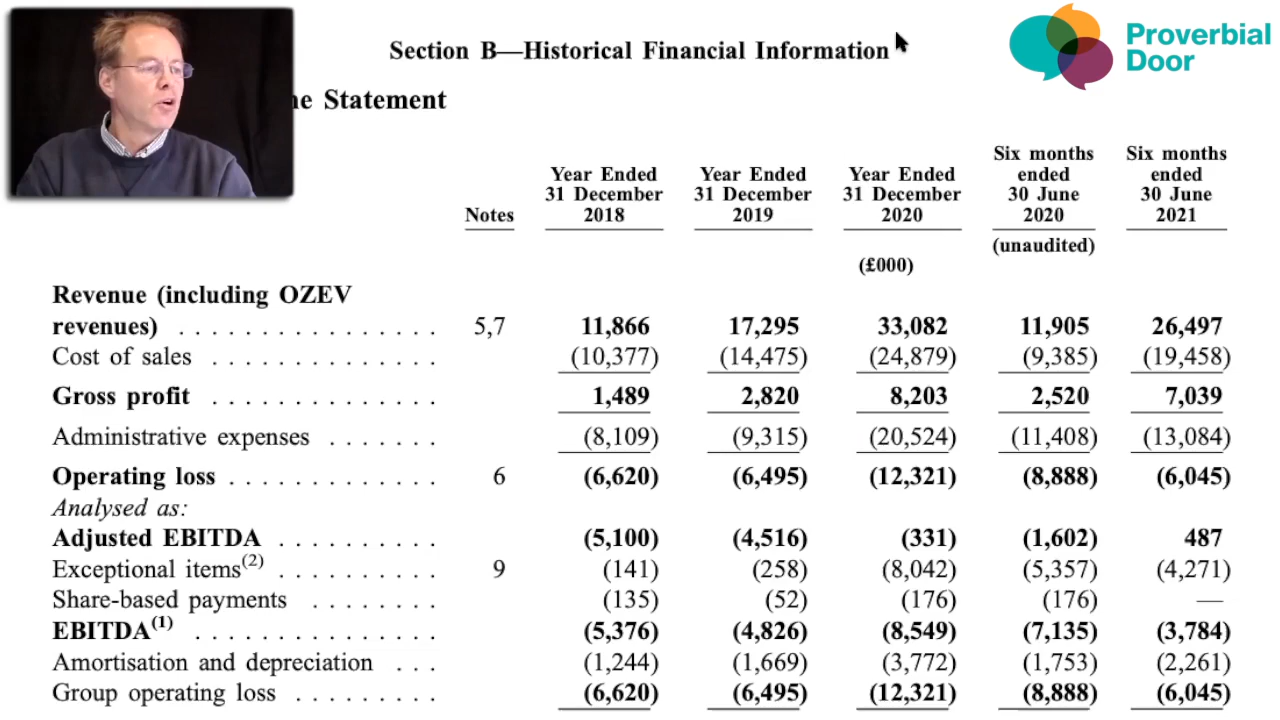 Section B—Historical Financial Information
Proverbial
Door
ne Statement
Year Ended 31 December 2018
Year Ended 31 December 2019
Year Ended 31 December 2020
Six months ended 30 June 2020
Six months ended 30 June 2021
Notes
(unaudited)
(£000)
Revenue (including OZEV
revenues) . . . . . . . . . . . . . . . . 5,7 11,866 17,295 33,082 11,905 26,497
Cost of sales . . . . . . . . . . . . . . (10,377) (14,475) (24,879) (9,385) (19,458)
Gross profit . . . . . . . . . . . . . . 1,489 2,820 8,203 2,520 7,039
Administrative expenses . . . . . . . (8,109) (9,315) (20,524) (11,408) (13,084)
Operating loss . . . . . . . . . . . . . 6 (6,620) (6,495) (12,321) (8,888) (6,045)
Analysed as:
Adjusted EBITDA . . . . . . . . . . (5,100) (4,516) (331) (1,602) 487
Exceptional items(2) . . . . . . . . . . 9 (141) (258) (8,042) (5,357) (4,271)
Share-based payments . . . . . . . . (135) (52) (176) (176) —
EBITDA(1) . . . . . . . . . . . . . . . (5,376) (4,826) (8,549) (7,135) (3,784)
Amortisation and depreciation . . . (1,244) (1,669) (3,772) (1,753) (2,261)
Group operating loss . . . . . . . . . (6,620) (6,495) (12,321) (8,888) (6,045)